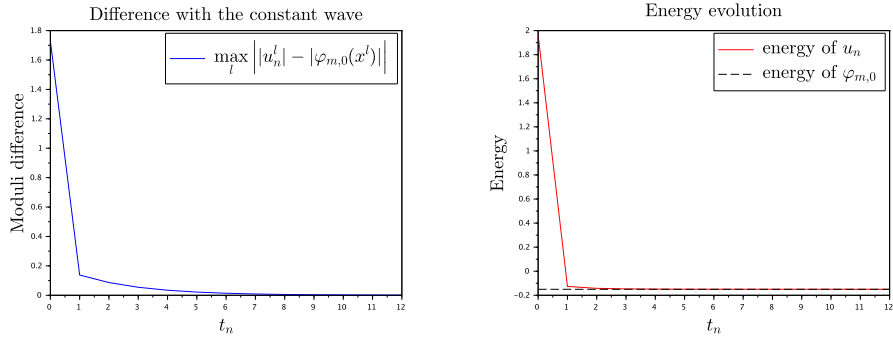 Difference with the constant wave
1.8
1.6
1.4
1.2
1
0.8
0.6
0.4
0.2
0
Moduli difference
max_l ||u_n^l| − |φ_{m,0}(x^l)||
0 1 2 3 4 5 6 7 8 9 10 11 12
t_n
Energy evolution
2
1.8
1.6
1.4
1.2
1
0.8
0.6
0.4
0.2
0
−0.2
Energy
energy of u_n
energy of φ_{m,0}
0 1 2 3 4 5 6 7 8 9 10 11 12
t_n